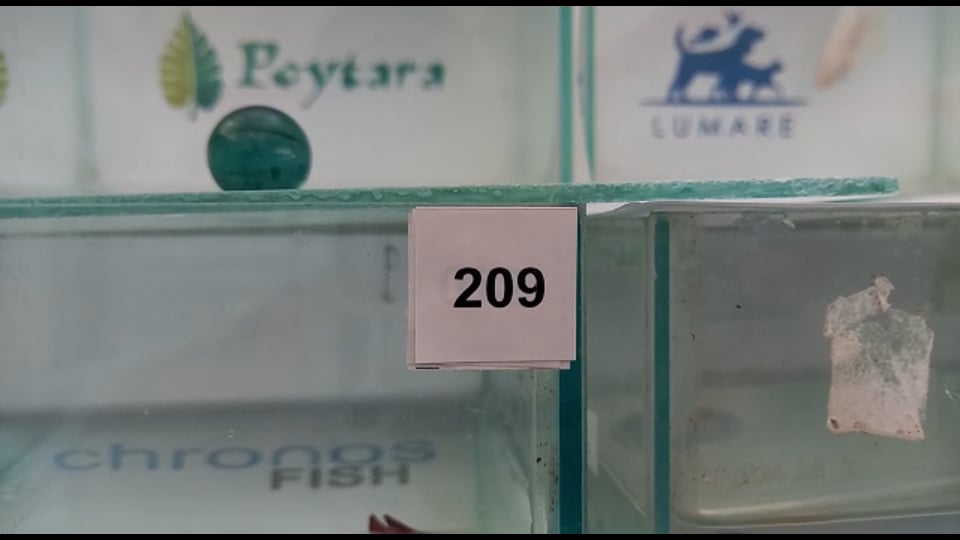 Poytara
LUMARE
209
chronos
FISH